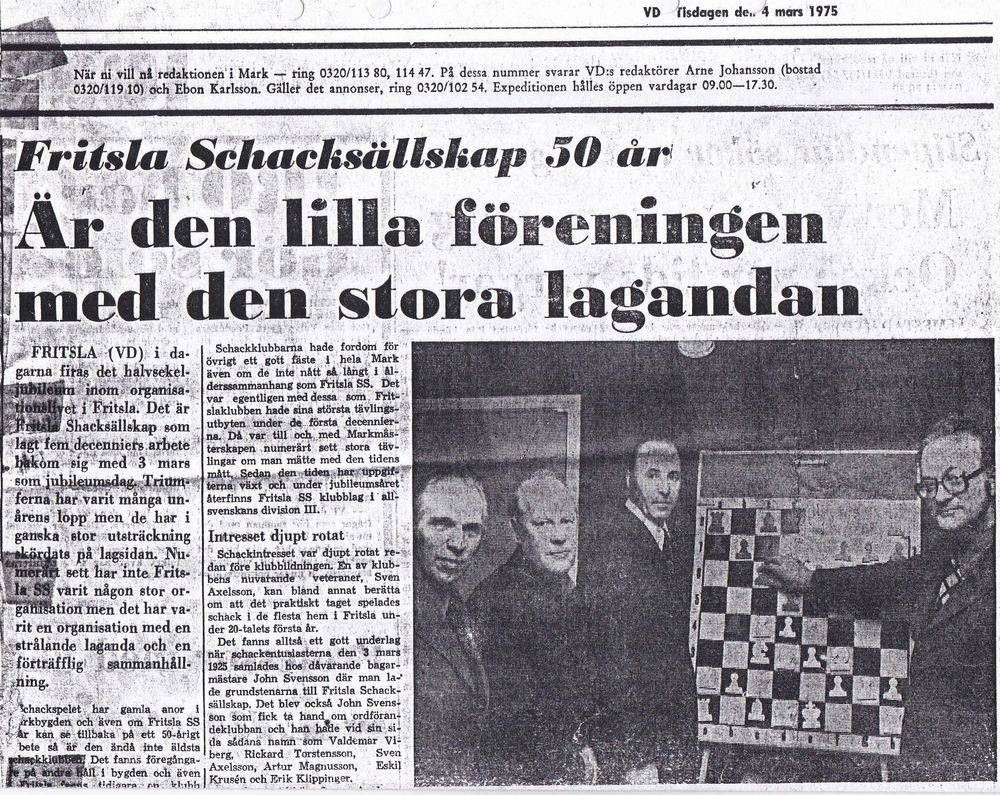 VD Tisdagen den 4 mars 1975
När ni vill nå redaktionen i Mark — ring 0320/113 80, 114 47. På dessa nummer svarar VD:s redaktörer Arne Johansson (bostad
0320/119 10) och Ebon Karlsson. Gäller det annonser, ring 0320/102 54. Expeditionen hålles öppen vardagar 09.00—17.30.
Fritsla Schacksällskap 50 år
Är den lilla föreningen
med den stora lagandan
FRITSLA (VD) i da-
garna firas det halvsekel-
jubileum inom organisa-
tionslivet i Fritsla. Det är
Fritsla Shacksällskap som
lagt fem decenniers arbete
bakom sig med 3 mars
som jubileumsdag. Trium-
ferna har varit många un-
årens lopp men de har i
ganska stor utsträckning
skördats på lagsidan. Nu-
merärt sett har inte Frits-
la SS varit någon stor or-
ganisation men det har va-
rit en organisation med en
strålande laganda och en
förträfflig sammanhåll-
ning.
Schackspelet har gamla anor i
rkbygden och även om Fritsla SS
år kan se tillbaka på ett 50-årigt
bete så är den ändå inte äldsta
schackklubben. Det fanns föregånga-
e på andra håll i bygden och även
Fritsla fanns tidigare en klubb
Schackklubbarna hade fordom för
övrigt ett gott fäste i hela Mark
även om de inte nått så långt i ål-
derssammanhang som Fritsla SS. Det
var egentligen med dessa som Frit-
slaklubben hade sina största tävlings-
utbyten under de första decennier-
na. Då var till och med Markmäs-
terskapen numerärt sett stora täv-
lingar om man mätte med den tidens
mått. Sedan den tiden har uppgif-
terna växt och under jubileumsåret
återfinns Fritsla SS klubblag i all-
svenskans division III.
Intresset djupt rotat
Schackintresset var djupt rotat re-
dan före klubbildningen. En av klub-
bens nuvarande veteraner, Sven
Axelsson, kan bland annat berätta
om att det praktiskt taget spelades
schack i de flesta hem i Fritsla un-
der 20-talets första år.
Det fanns alltså ett gott underlag
när schackentusiasterna den 3 mars
1925 samlades hos dåvarande bagar-
mästare John Svensson där man la-
de grundstenarna till Fritsla Schack-
sällskap. Det blev också John Svens-
son som fick ta hand om ordföran-
deklubban och han hade vid sin si-
da sådana namn som Valdemar Vi-
berg, Rickard Torstensson, Sven
Axelsson, Artur Magnusson, Eskil
Krusén och Erik Klippinger.